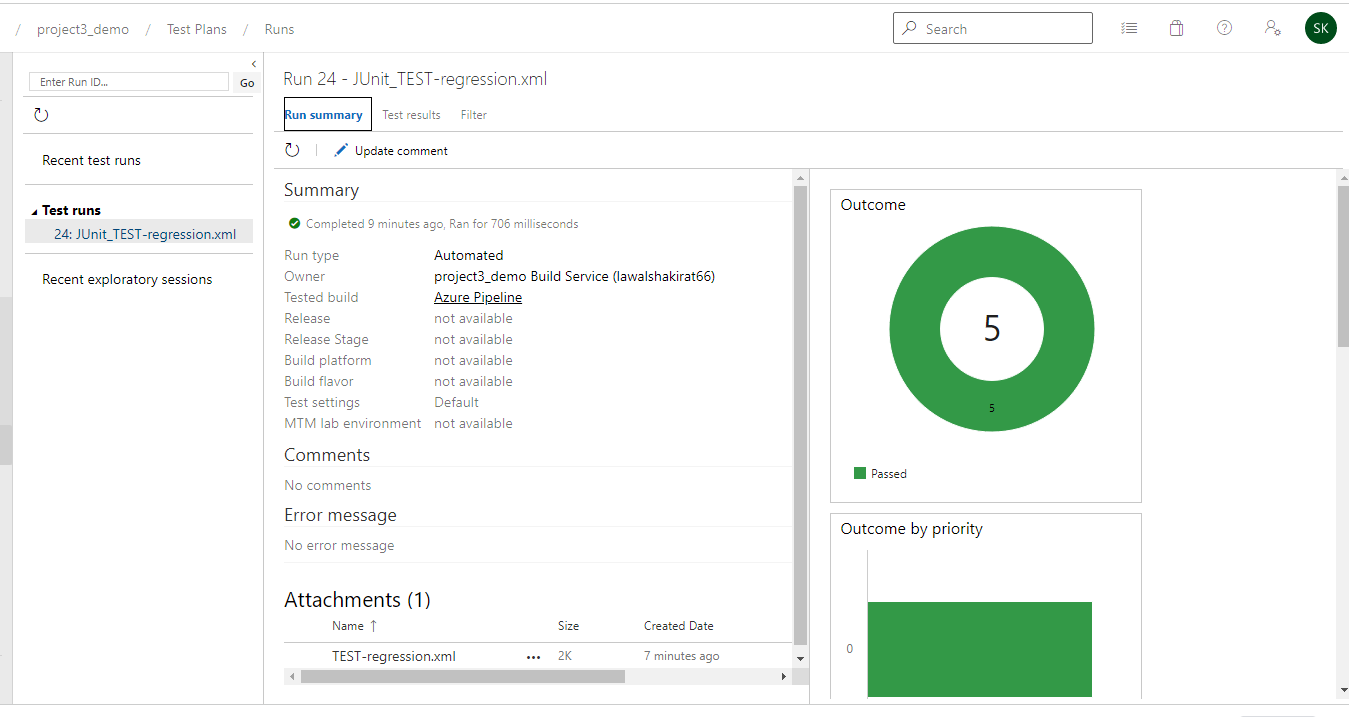 / project3_demo / Test Plans / Runs
Search
SK
Enter Run ID...
Go
Recent test runs
Test runs
24: JUnit_TEST-regression.xml
Recent exploratory sessions
Run 24 - JUnit_TEST-regression.xml
Run summary Test results Filter
Update comment
Summary
Completed 9 minutes ago, Ran for 706 milliseconds
Run type Automated
Owner project3_demo Build Service (lawalshakirat66)
Tested build Azure Pipeline
Release not available
Release Stage not available
Build platform not available
Build flavor not available
Test settings Default
MTM lab environment not available
Comments
No comments
Error message
No error message
Attachments (1)
Name ↑ Size Created Date
TEST-regression.xml ••• 2K 7 minutes ago
Outcome
5
5
Passed
Outcome by priority
0